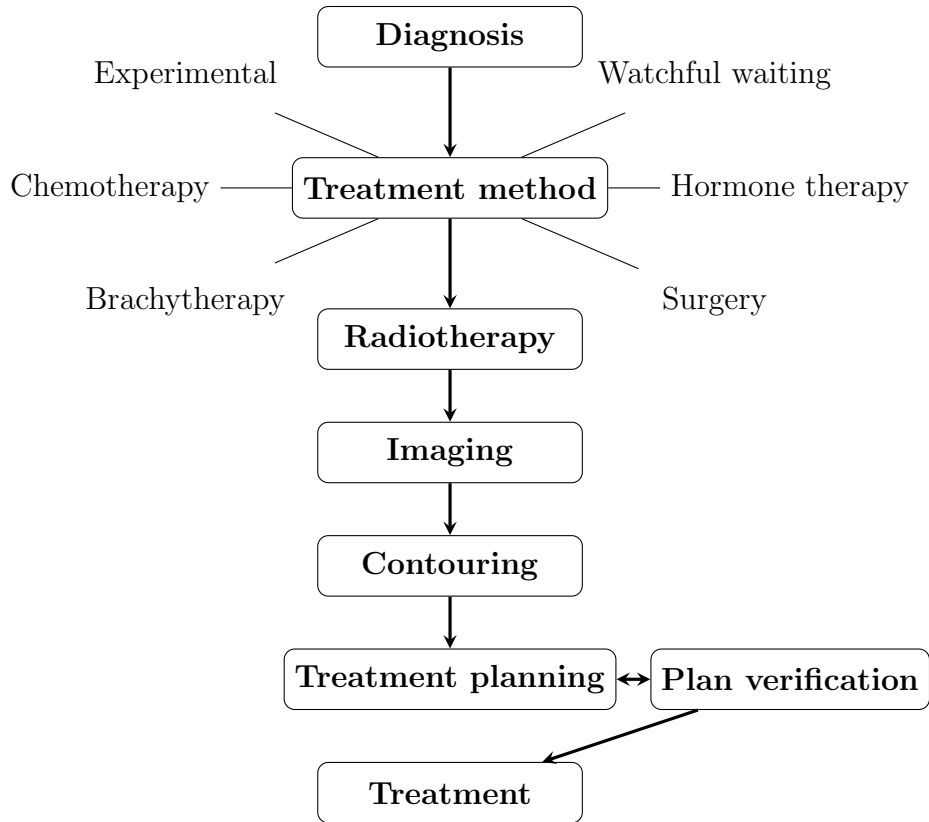 Diagnosis
Experimental
Watchful waiting
Chemotherapy
Treatment method
Hormone therapy
Brachytherapy
Surgery
Radiotherapy
Imaging
Contouring
Treatment planning
Plan verification
Treatment